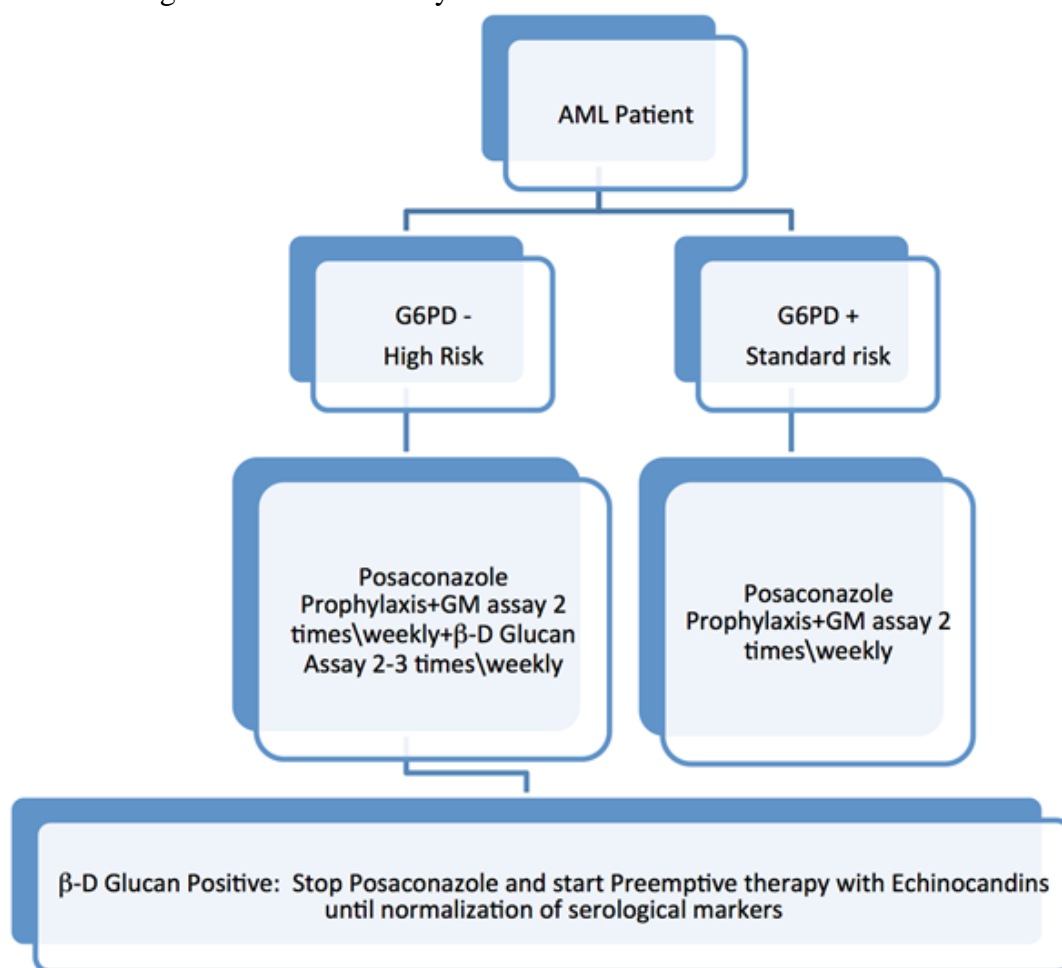 AML Patient
G6PD -
High Risk
G6PD +
Standard risk
Posaconazole
Prophylaxis+GM assay 2
times\weekly+β-D Glucan
Assay 2-3 times\weekly
Posaconazole
Prophylaxis+GM assay 2
times\weekly
β-D Glucan Positive: Stop Posaconazole and start Preemptive therapy with Echinocandins
until normalization of serological markers